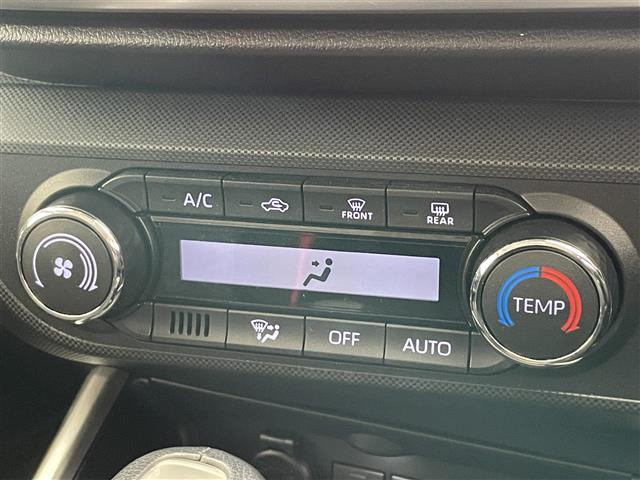 A/C
FRONT
REAR
TEMP
OFF
AUTO